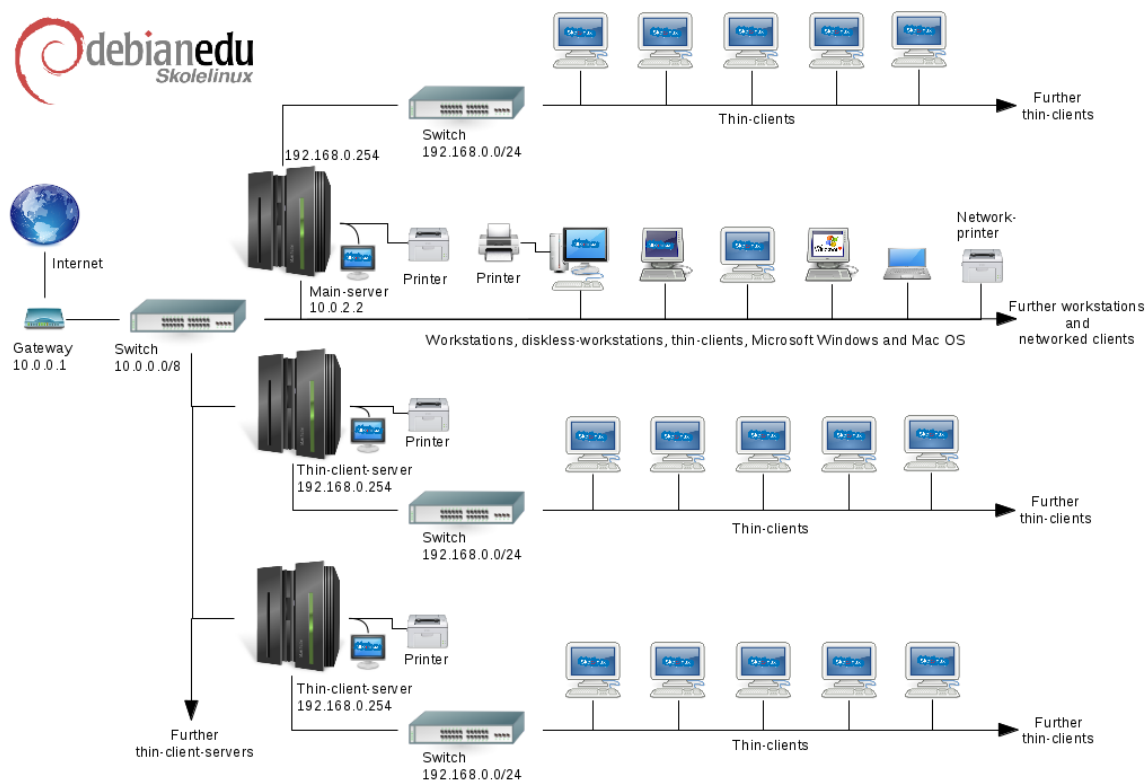 debianedu
Skolelinux
Further
thin-clients
Thin-clients
Switch
192.168.0.0/24
192.168.0.254
Internet
Gateway
10.0.0.1
Switch
10.0.0.0/8
Main-server
10.0.2.2
Printer
Printer
Network-
printer
Further workstations
and
networked clients
Workstations, diskless-workstations, thin-clients, Microsoft Windows and Mac OS
Printer
Thin-client-server
192.168.0.254
Switch
192.168.0.0/24
Thin-clients
Further
thin-clients
Printer
Thin-client-server
192.168.0.254
Switch
192.168.0.0/24
Thin-clients
Further
thin-clients
Further
thin-client-servers